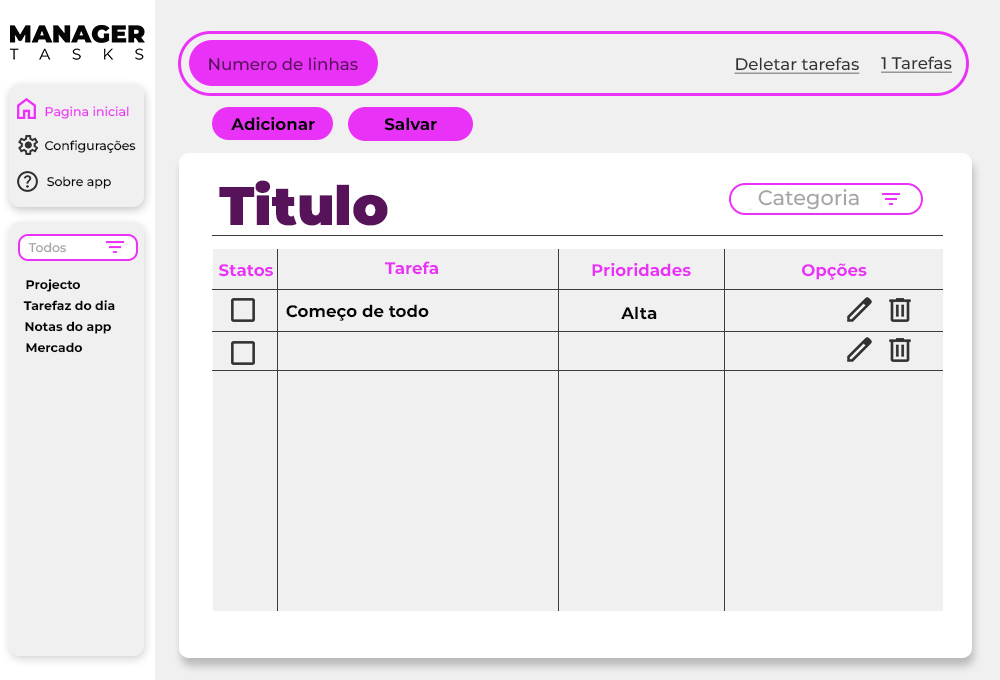 MANAGER
TASKS
Pagina inicial
Configurações
Sobre app
Todos
Projecto
Tarefaz do dia
Notas do app
Mercado
Numero de linhas
Deletar tarefas
1 Tarefas
Adicionar
Salvar
Titulo
Categoria
Statos Tarefa Prioridades Opções
Começo de todo Alta